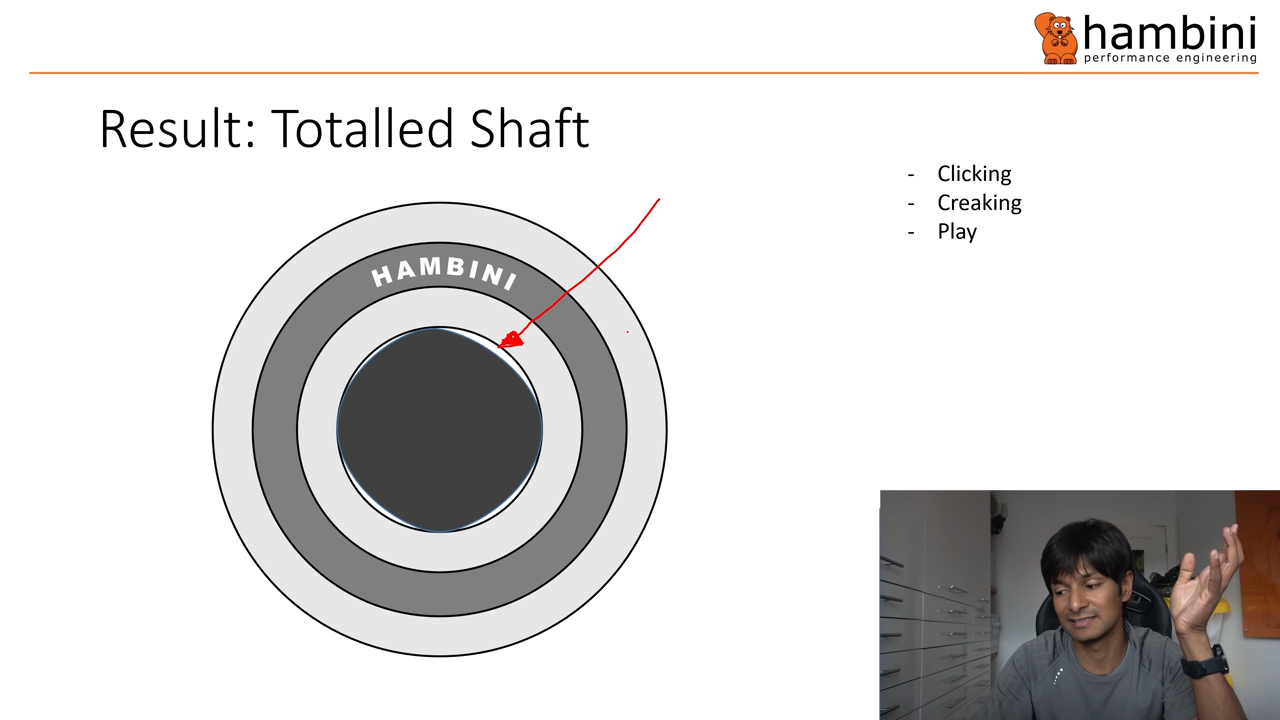 hambini
performance engineering
Result: Totalled Shaft
- Clicking
- Creaking
- Play
HAMBINI